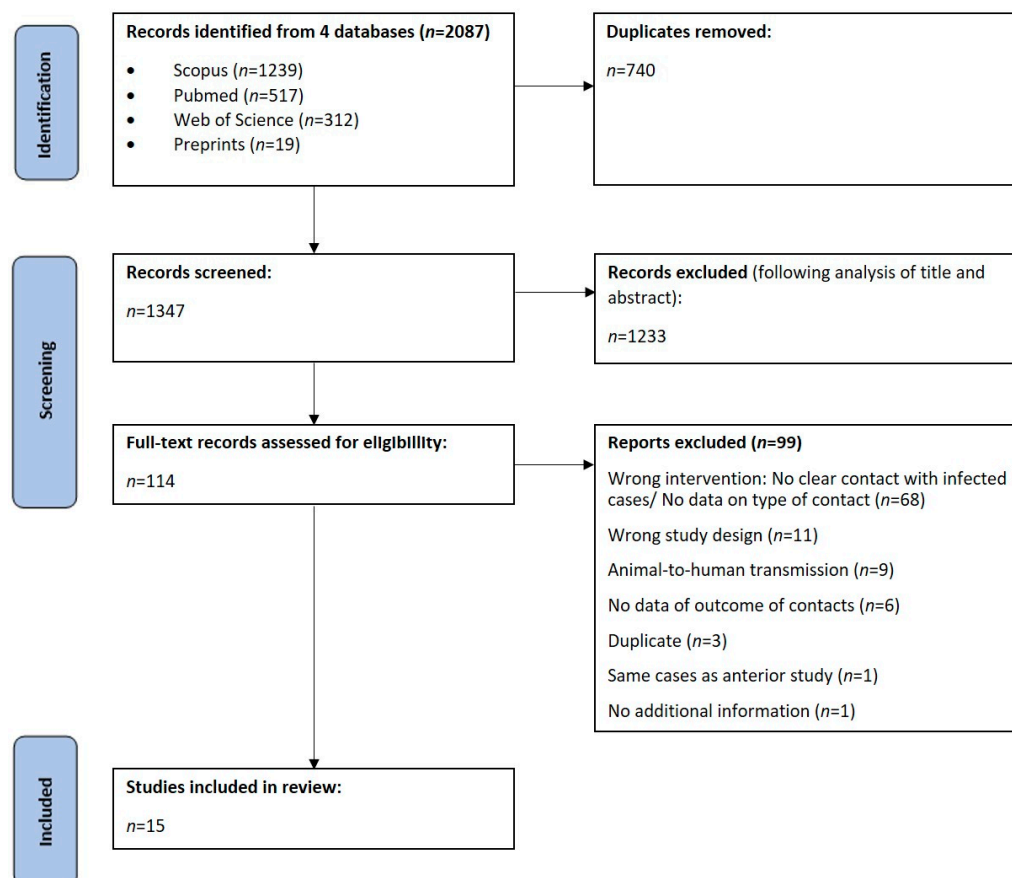 Identification
Records identified from 4 databases (n=2087)
• Scopus (n=1239)
• Pubmed (n=517)
• Web of Science (n=312)
• Preprints (n=19)
Duplicates removed:
n=740
Screening
Records screened:
n=1347
Records excluded (following analysis of title and
abstract):
n=1233
Full-text records assessed for eligibility:
n=114
Reports excluded (n=99)
Wrong intervention: No clear contact with infected
cases/ No data on type of contact (n=68)
Wrong study design (n=11)
Animal-to-human transmission (n=9)
No data of outcome of contacts (n=6)
Duplicate (n=3)
Same cases as anterior study (n=1)
No additional information (n=1)
Included
Studies included in review:
n=15